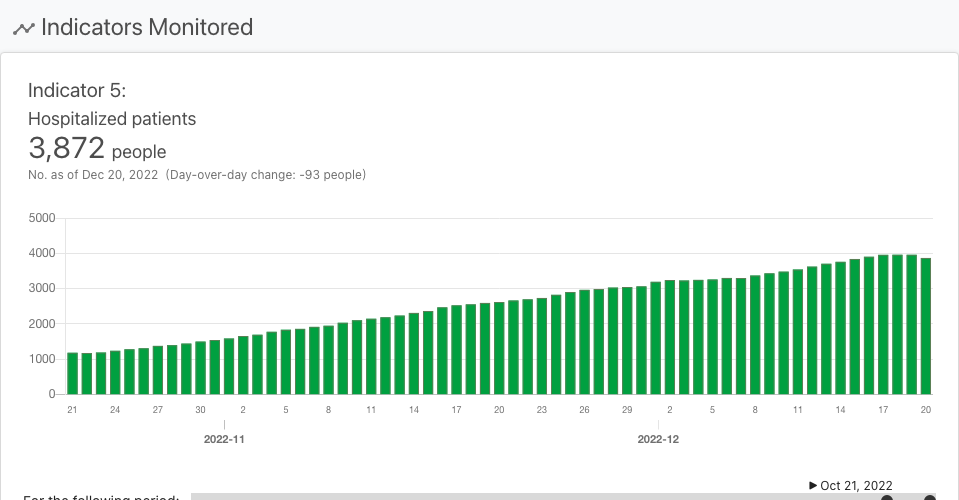 Indicators Monitored
Indicator 5:
Hospitalized patients
3,872 people
No. as of Dec 20, 2022 (Day-over-day change: -93 people)
5000
4000
3000
2000
1000
0
21 24 27 30 2 5 8 11 14 17 20 23 26 29 2 5 8 11 14 17 20
2022-11 2022-12
▶ Oct 21, 2022
For the following period: